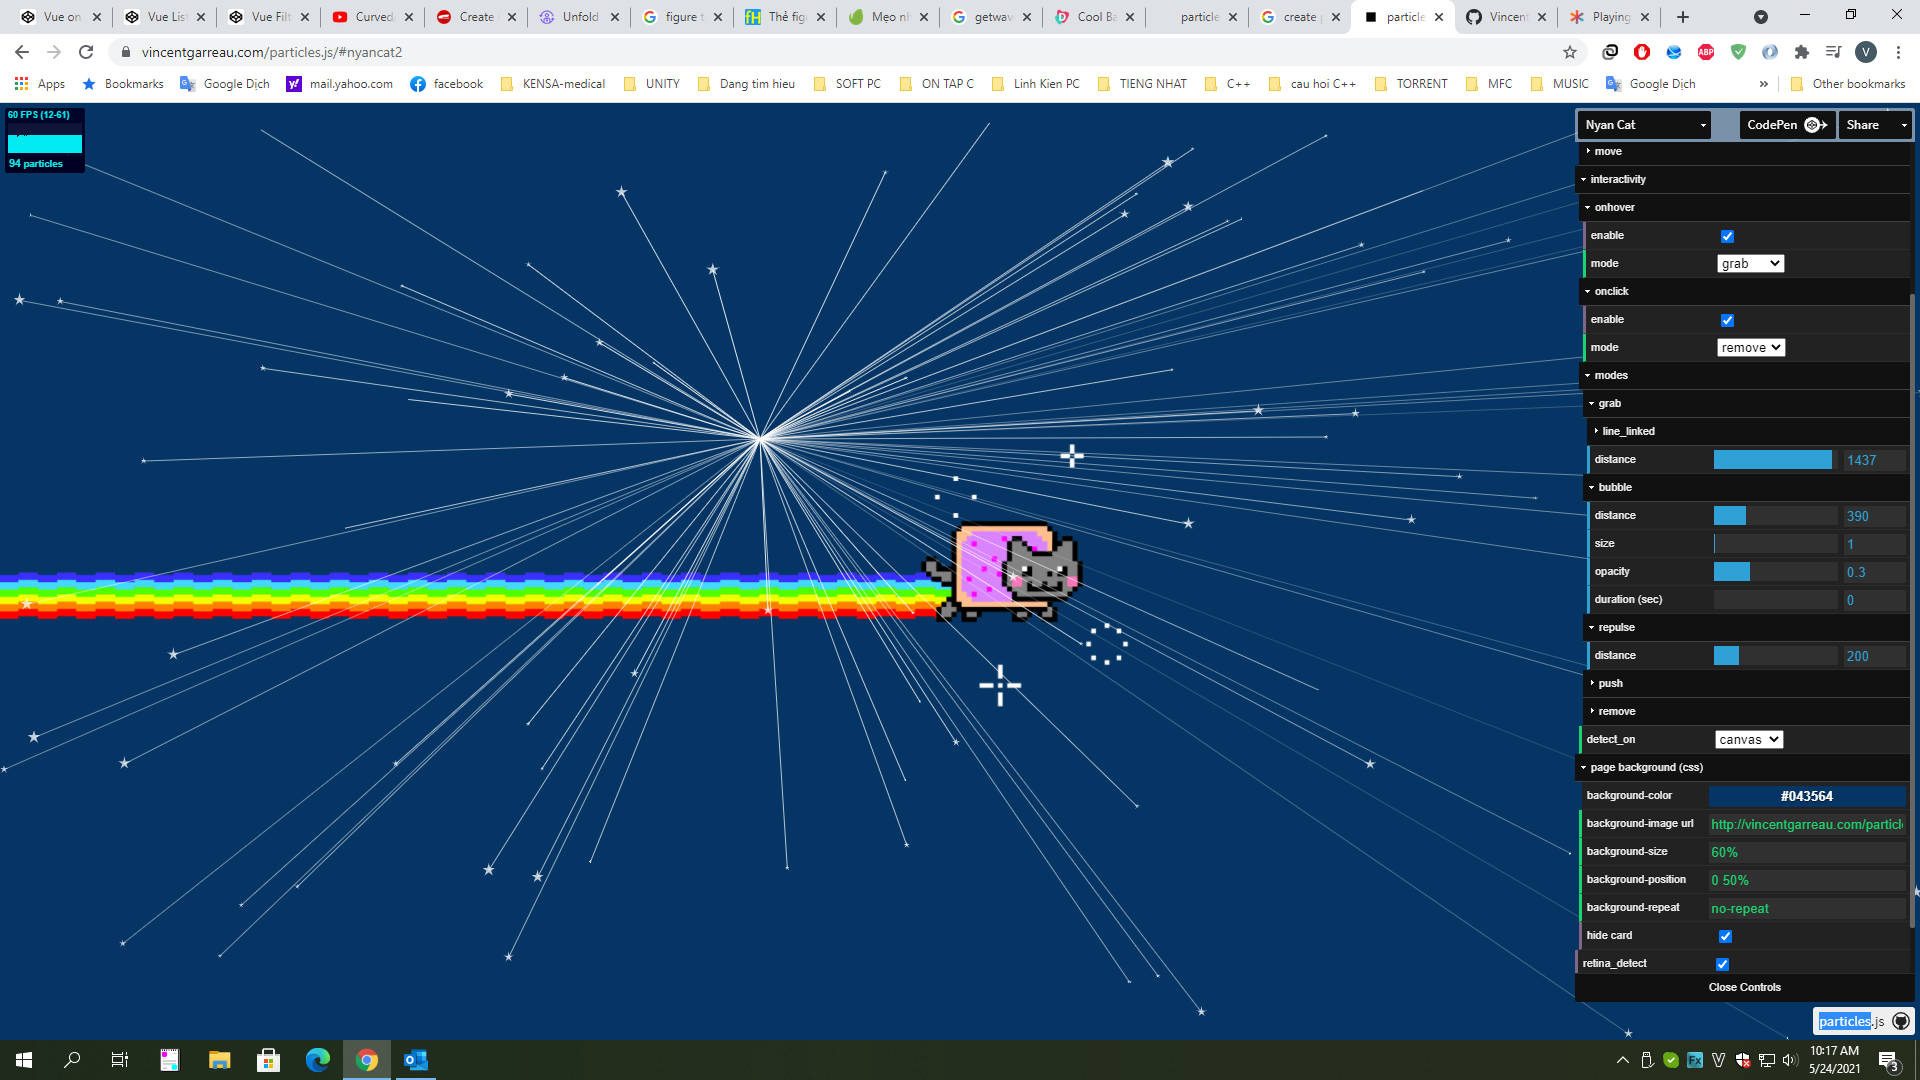 Vue on
Vue List
Vue Filt
Curved/
Create
Unfold
figure t
Thẻ fig
Mẹo nh
getwav
Cool Ba
particle
create p
particle
Vincent
Playing
vincentgarreau.com/particles.js/#nyancat2
V
Apps
Bookmarks
Google Dịch
mail.yahoo.com
facebook
KENSA-medical
UNITY
Dang tim hieu
SOFT PC
ON TAP C
Linh Kien PC
TIENG NHAT
C++
cau hoi C++
TORRENT
MFC
MUSIC
Google Dịch
»
Other bookmarks
60 FPS (12-61)
94 particles
Nyan Cat
CodePen
Share
move
interactivity
onhover
enable
mode grab
onclick
enable
mode remove
modes
grab
line_linked
distance 1437
bubble
distance 390
size 1
opacity 0.3
duration (sec) 0
repulse
distance 200
push
remove
detect_on canvas
page background (css)
background-color #043564
background-image url http://vincentgarreau.com/particl
background-size 60%
background-position 0 50%
background-repeat no-repeat
hide card
retina_detect
Close Controls
particles.js
10:17 AM
5/24/2021
3